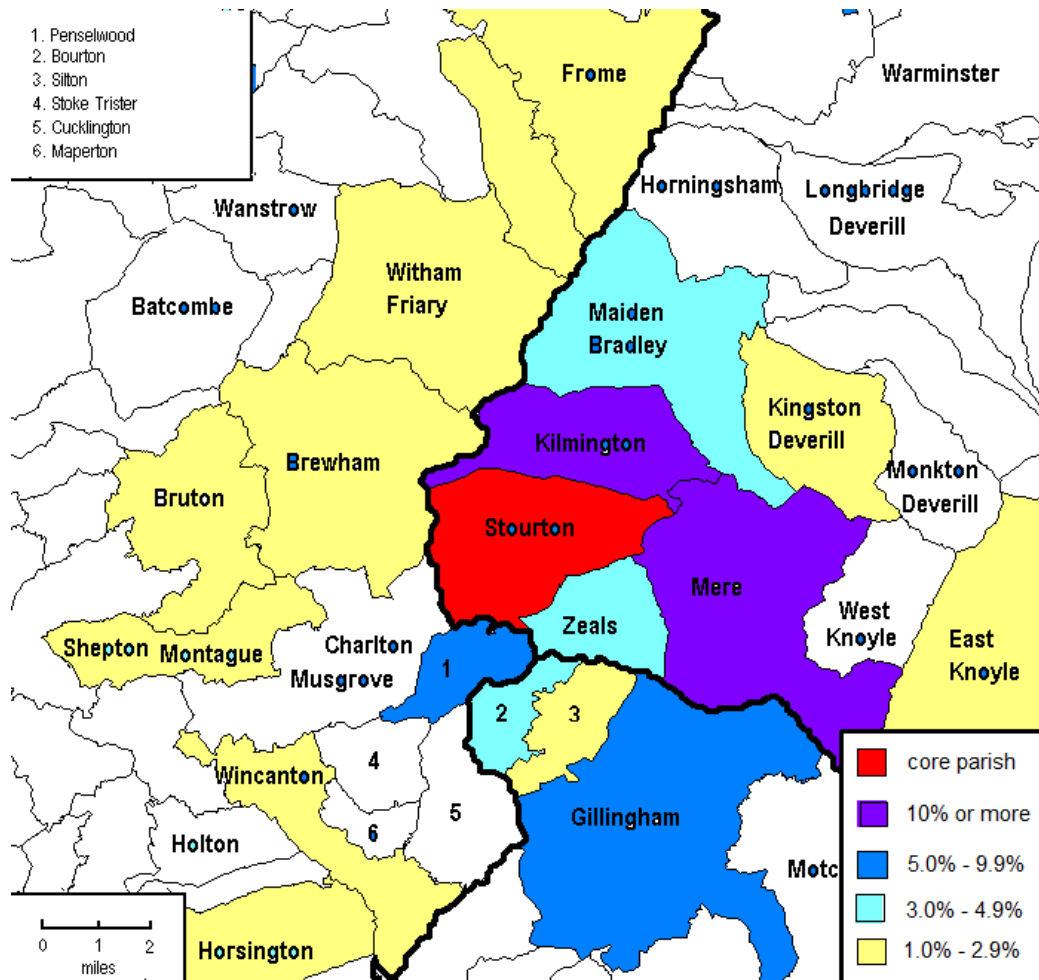 1. Penselwood
2. Bourton
3. Silton
4. Stoke Trister
5. Cucklington
6. Maperton
Frome
Warminster
Horningsham
Longbridge
Deverill
Wanstrow
Batcombe
Witham
Friary
Maiden
Bradley
Kingston
Deverill
Kilmington
Brewham
Monkton
Deverill
Bruton
Stourton
Mere
West
Knoyle
East
Knoyle
Zeals
Shepton
Montague
Charlton
Musgrove
1
2
3
4
5
6
Wincanton
Holton
Gillingham
Motc
Horsington
0 1 2
miles
core parish
10% or more
5.0% - 9.9%
3.0% - 4.9%
1.0% - 2.9%